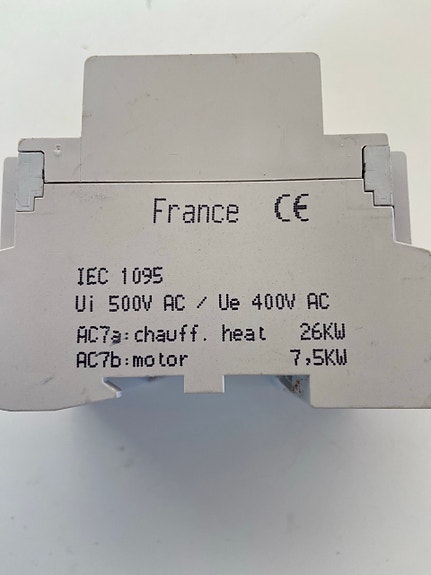 France CE
IEC 1095
Ui 500V AC / Ue 400V AC
AC7a:chauff. heat 26KW
AC7b:motor 7,5KW